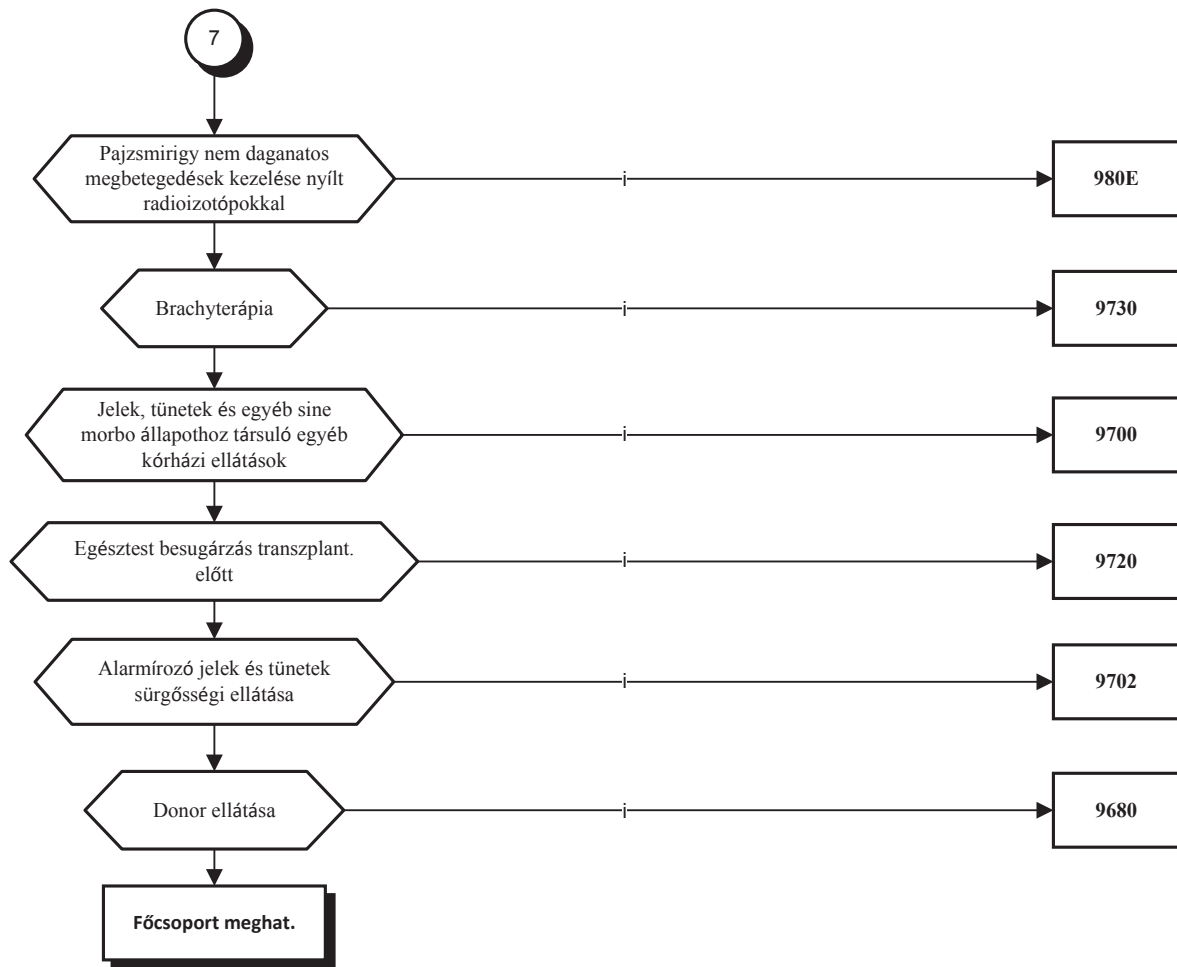 7
Pajzsmirigy nem daganatos
megbetegedések kezelése nyílt
radioizotópokkal
i
980E
Brachyterápia
i
9730
Jelek, tünetek és egyéb sine
morbo állapothoz társuló egyéb
kórházi ellátások
i
9700
Egésztest besugárzás transzplant.
előtt
i
9720
Alarmírozó jelek és tünetek
sürgősségi ellátása
i
9702
Donor ellátása
i
9680
Főcsoport meghat.